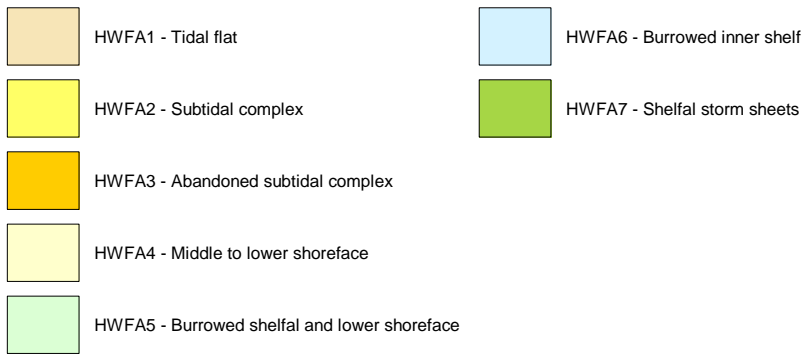 HWFA1 - Tidal flat
HWFA2 - Subtidal complex
HWFA3 - Abandoned subtidal complex
HWFA4 - Middle to lower shoreface
HWFA5 - Burrowed shelfal and lower shoreface
HWFA6 - Burrowed inner shelf
HWFA7 - Shelfal storm sheets